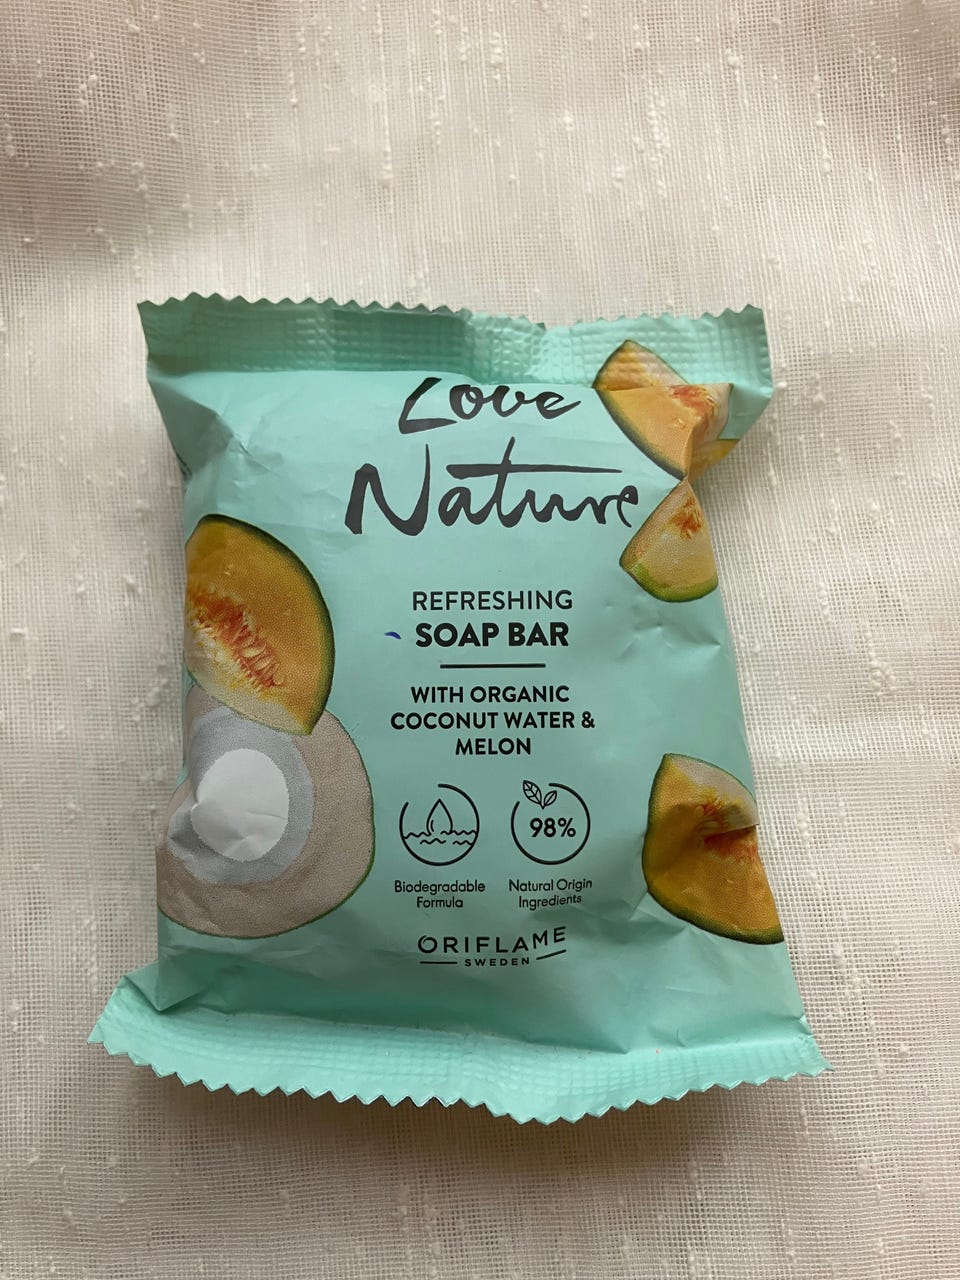 Love
Nature
REFRESHING
SOAP BAR
WITH ORGANIC
COCONUT WATER &
MELON
98%
Biodegradable
Formula
Natural Origin
Ingredients
ORIFLAME
SWEDEN